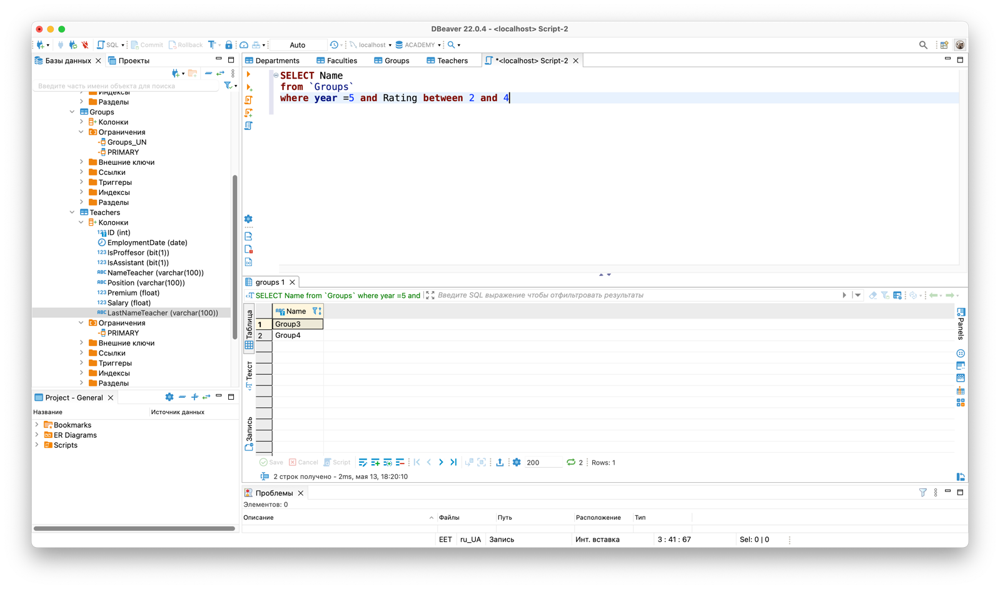 DBeaver 22.0.4 - <localhost> Script-2
SQL Commit Rollback Auto localhost ACADEMY
Базы данных Проекты
Введите часть имени объекта для поиска
Индексы
Разделы
Groups
Колонки
Ограничения
Groups_UN
PRIMARY
Внешние ключи
Ссылки
Триггеры
Индексы
Разделы
Teachers
Колонки
ID (int)
EmploymentDate (date)
IsProffesor (bit(1))
IsAssistant (bit(1))
NameTeacher (varchar(100))
Position (varchar(100))
Premium (float)
Salary (float)
LastNameTeacher (varchar(100))
Ограничения
PRIMARY
Внешние ключи
Ссылки
Триггеры
Индексы
Разделы
Project - General
Название Источник данных
Bookmarks
ER Diagrams
Scripts
Departments Faculties Groups Teachers *<localhost> Script-2
SELECT Name
from `Groups`
where year =5 and Rating between 2 and 4
groups 1
SELECT Name from `Groups` where year =5 and Введите SQL выражение чтобы отфильтровать результаты
Таблица
Текст
Запись
Name
1 Group3
2 Group4
Panels
Save Cancel Script 200 2 Rows: 1
2 строк получено - 2ms, мая 13, 18:20:10
Проблемы
Элементов: 0
Описание Файлы Путь Расположение Тип
EET ru_UA Запись Инт. вставка 3 : 41 : 67 Sel: 0 | 0